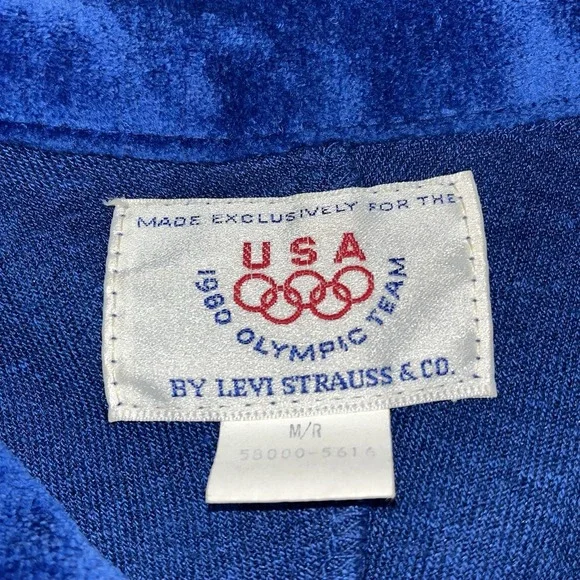 MADE EXCLUSIVELY FOR THE
USA
1980 OLYMPIC TEAM
BY LEVI STRAUSS & CO.
M/R
58000-5616